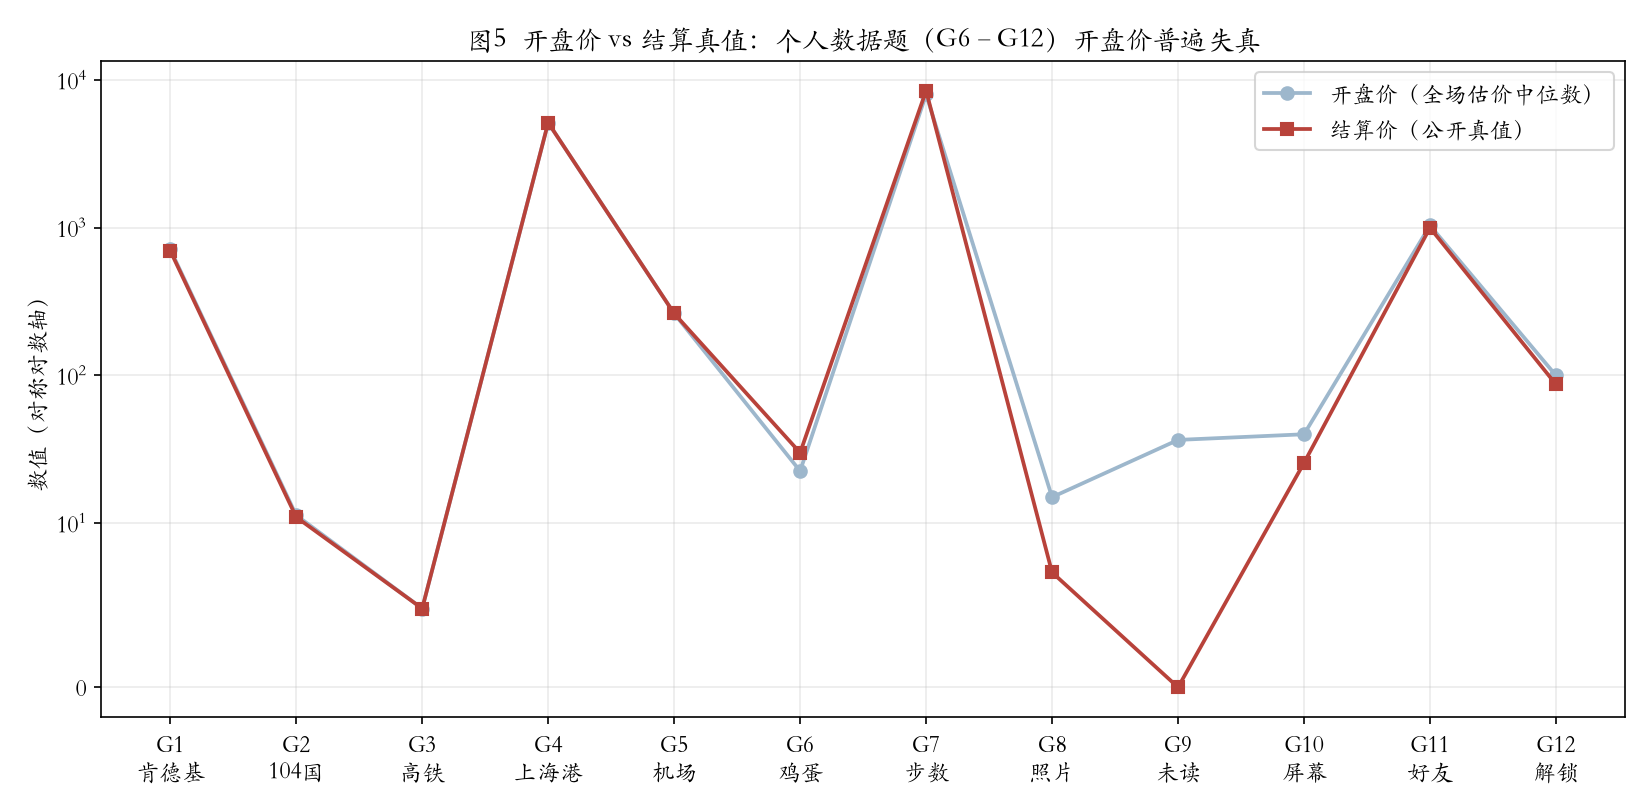 图5 开盘价 vs 结算真值：个人数据题（G6 – G12）开盘价普遍失真
开盘价（全场估价中位数）
结算价（公开真值）
数值（对称对数轴）
10⁴
10³
10²
10¹
0
G1 G2 G3 G4 G5 G6 G7 G8 G9 G10 G11 G12
肯德基 104国 高铁 上海港 机场 鸡蛋 步数 照片 未读 屏幕 好友 解锁